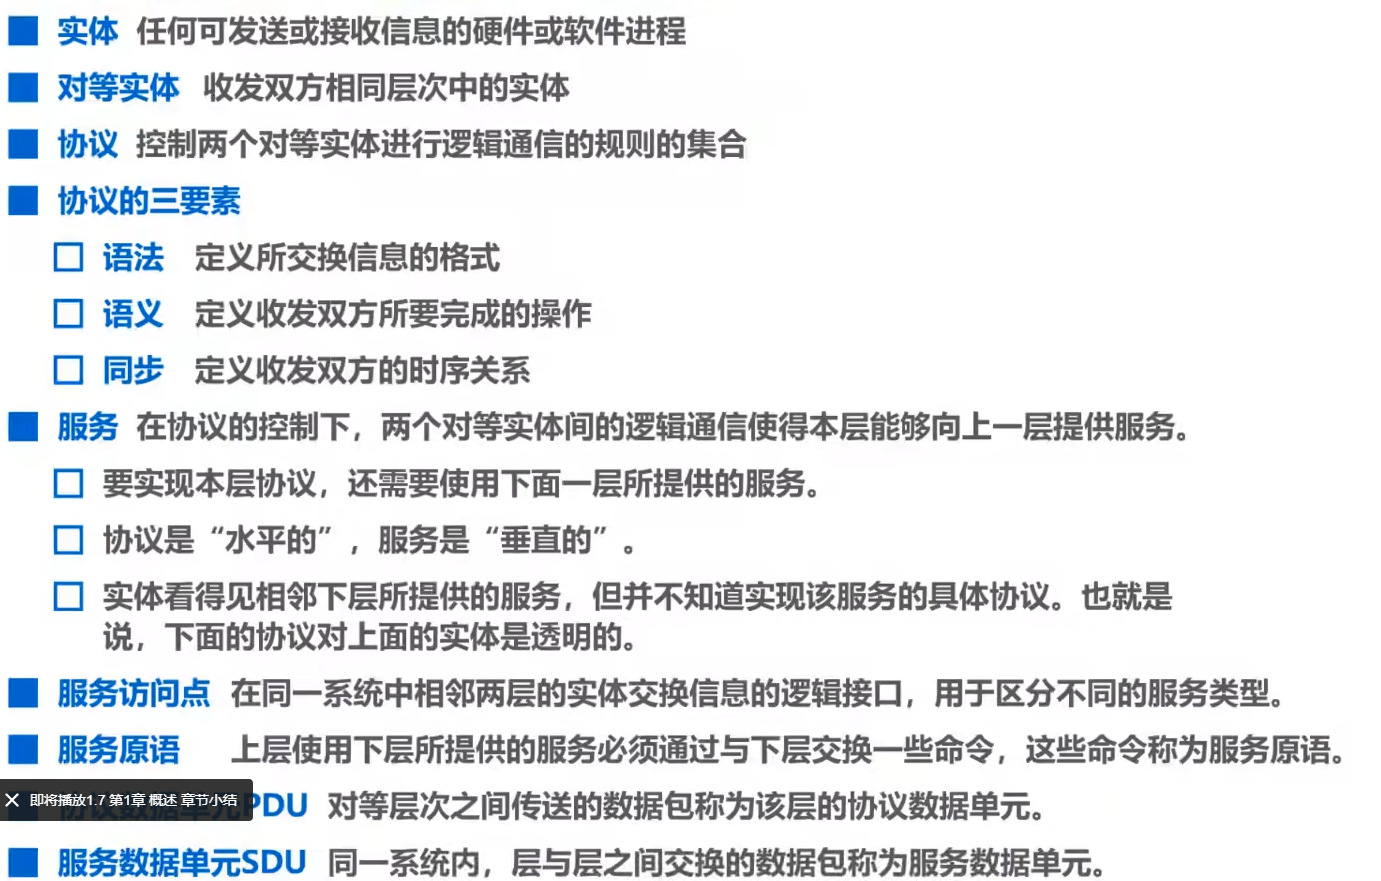 实体 任何可发送或接收信息的硬件或软件进程
对等实体 收发双方相同层次中的实体
协议 控制两个对等实体进行逻辑通信的规则的集合
协议的三要素
语法 定义所交换信息的格式
语义 定义收发双方所要完成的操作
同步 定义收发双方的时序关系
服务 在协议的控制下，两个对等实体间的逻辑通信使得本层能够向上一层提供服务。
要实现本层协议，还需要使用下面一层所提供的服务。
协议是“水平的”，服务是“垂直的”。
实体看得见相邻下层所提供的服务，但并不知道实现该服务的具体协议。也就是
说，下面的协议对上面的实体是透明的。
服务访问点 在同一系统中相邻两层的实体交换信息的逻辑接口，用于区分不同的服务类型。
服务原语 上层使用下层所提供的服务必须通过与下层交换一些命令，这些命令称为服务原语。
即将播放1.7 第1章 概述 章节小结
协议数据单元PDU 对等层次之间传送的数据包称为该层的协议数据单元。
服务数据单元SDU 同一系统内，层与层之间交换的数据包称为服务数据单元。